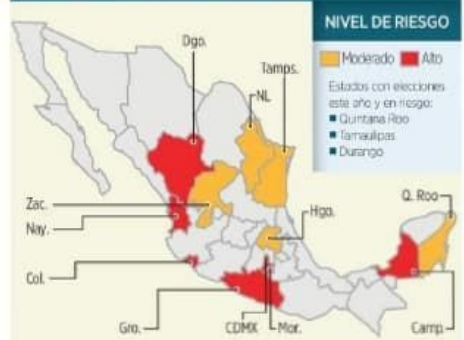 NIVEL DE RIESGO
Moderado Alto
Estados con elecciones
este año y en riesgo:
Quintana Roo
Tamaulipas
Durango
Dgo.
Tamps.
NL
Zac.
Nay.
Hgo.
Q. Roo
Col.
Gro.
CDMX
Mor.
Camp.